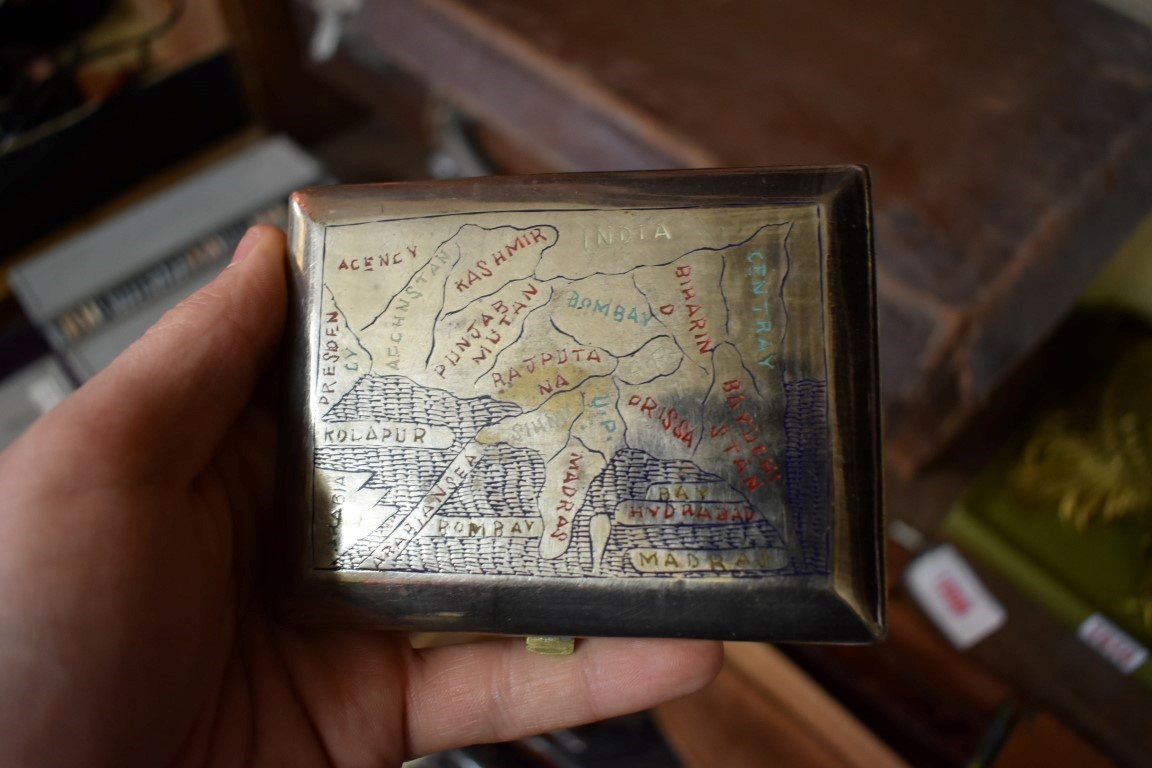 INDIA
AGENCY
KASHMIR
AFGHNSTAN
CENTRAY
BIHARIN
D
BOMBAY
PRESIDEN
CY
PUNJAB
MUTAN
RAJPUTA
NA
U.P.
ORISSA
STAN
KOLAPUR
ARABIANSEA
MADRAS
BAY
HYDRABAD
BOMBAY
MADRAS